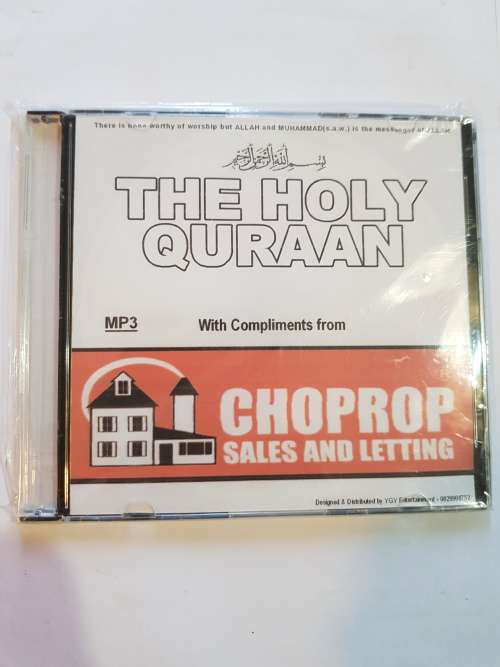 There is none worthy of worship but ALLAH and MUHAMMAD(s.a.w.) is the messenger of ALLAH
بسم الله الرحمن الرحيم
THE HOLY
QURAAN
MP3 With Compliments from
CHOPROP
SALES AND LETTING
Designed & Distributed by YGY Entertainment -